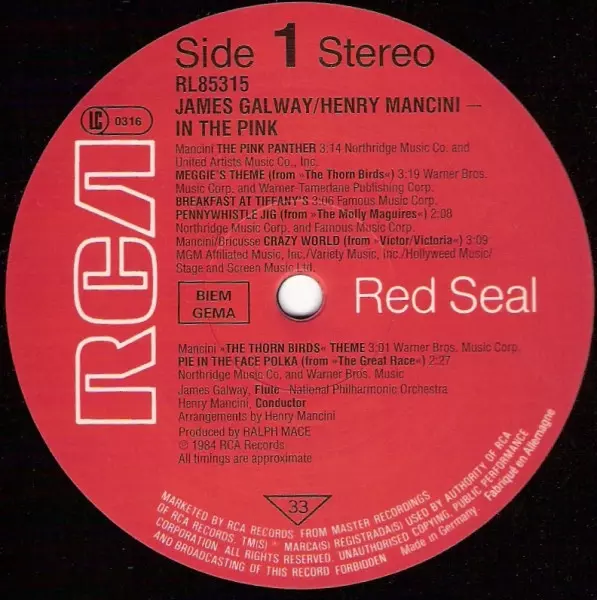 Side 1 Stereo
RL85315
JAMES GALWAY/HENRY MANCINI –
IN THE PINK
LC 0316
Mancini THE PINK PANTHER 3:14 Northridge Music Co. and
United Artists Music Co., Inc.
MEGGIE'S THEME (from »The Thorn Birds«) 3:19 Warner Bros.
Music Corp. and Warner-Tamerlane Publishing Corp.
BREAKFAST AT TIFFANY'S 3:06 Famous Music Corp.
PENNYWHISTLE JIG (from »The Molly Maguires«) 2:08
Northridge Music Corp. and Famous Music Corp.
Mancini/Bricusse CRAZY WORLD (from »Victor/Victoria«) 3:09
MGM Affiliated Music, Inc./Variety Music, Inc./Hollyweed Music/
Stage and Screen Music Ltd.
RCA
BIEM
GEMA
Red Seal
Mancini »THE THORN BIRDS« THEME 3:01 Warner Bros. Music Corp.
PIE IN THE FACE POLKA (from »The Great Race«) 2:27
Northridge Music Co, and Warner Bros. Music
James Galway, Flute – National Philharmonic Orchestra
Henry Mancini, Conductor
Arrangements by Henry Mancini
Produced by RALPH MACE
℗ 1984 RCA Records
All timings are approximate
33
MARKETED BY RCA RECORDS, FROM MASTER RECORDINGS
OF RCA RECORDS. TM(S) * MARCA(S) REGISTRADA(S) USED BY AUTHORITY OF RCA
CORPORATION. ALL RIGHTS RESERVED. UNAUTHORISED COPYING, PUBLIC PERFORMANCE
AND BROADCASTING OF THIS RECORD FORBIDDEN
Made in Germany.
Fabriqué en Allemagne